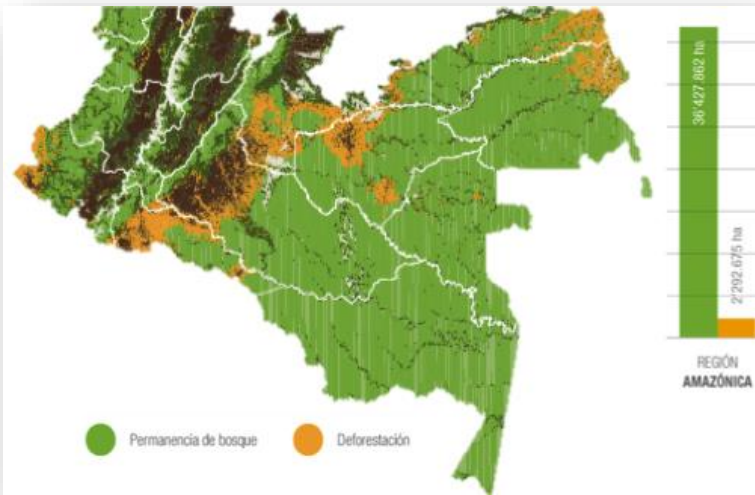 36'427.862 ha
2'292.675 ha
REGIÓN
AMAZÓNICA
Permanencia de bosque
Deforestación